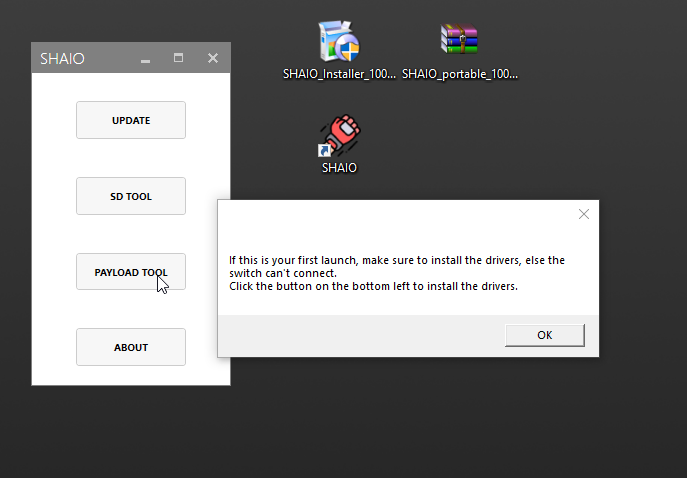 SHAIO
UPDATE
SD TOOL
PAYLOAD TOOL
ABOUT
SHAIO_Installer_100...
SHAIO_portable_100...
SHAIO
If this is your first launch, make sure to install the drivers, else the
switch can't connect.
Click the button on the bottom left to install the drivers.
OK